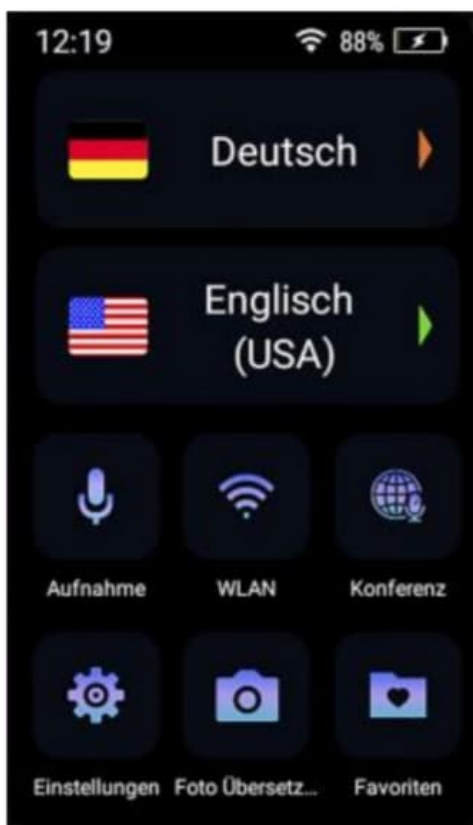 12:19 88%
Deutsch
Englisch
(USA)
Aufnahme WLAN Konferenz
Einstellungen Foto Übersetz... Favoriten